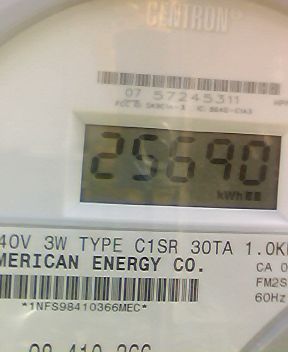 CENTRON®
07 57245311
25690
kWh
40V 3W TYPE C1SR 30TA 1.0K
MERICAN ENERGY CO.
CA 0
FM2S
60Hz
*1NFS98410366MEC*